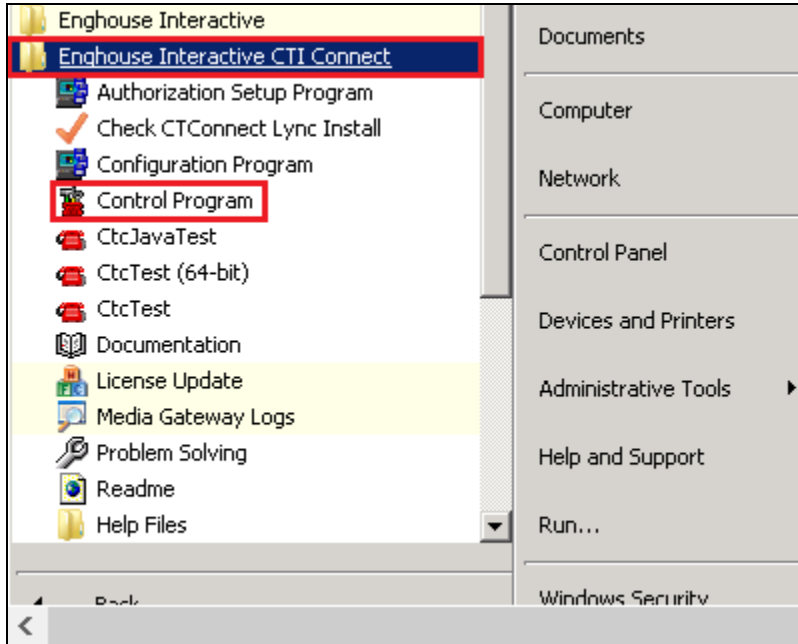 Enghouse Interactive
Enghouse Interactive CTI Connect
Authorization Setup Program
Check CTConnect Lync Install
Configuration Program
Control Program
CtcJavaTest
CtcTest (64-bit)
CtcTest
Documentation
License Update
Media Gateway Logs
Problem Solving
Readme
Help Files
Back
Documents
Computer
Network
Control Panel
Devices and Printers
Administrative Tools
Help and Support
Run...
Windows Security